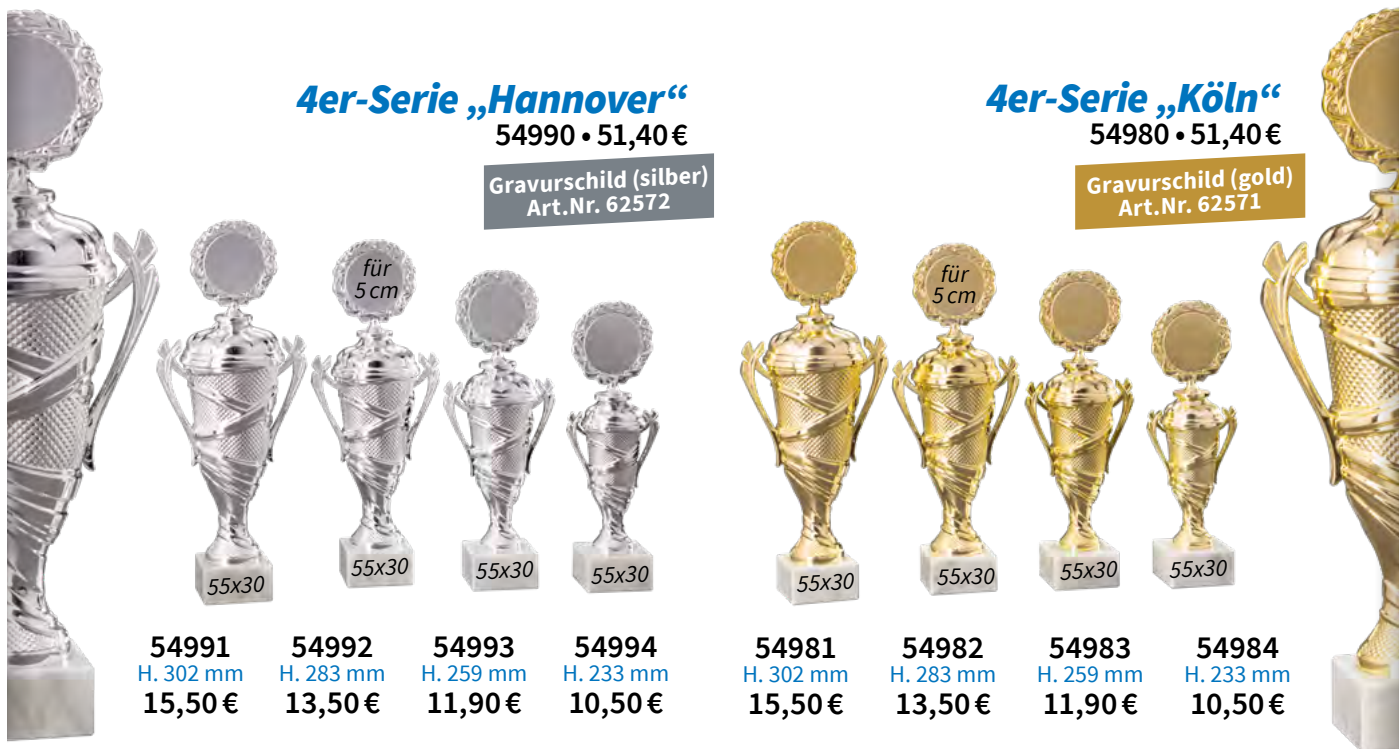 4er-Serie „Hannover“
54990 • 51,40 €
Gravurschild (silber)
Art.Nr. 62572
für
5 cm
55x30
55x30
55x30
55x30
54991
H. 302 mm
15,50 €
54992
H. 283 mm
13,50 €
54993
H. 259 mm
11,90 €
54994
H. 233 mm
10,50 €
4er-Serie „Köln“
54980 • 51,40 €
Gravurschild (gold)
Art.Nr. 62571
für
5 cm
55x30
55x30
55x30
55x30
54981
H. 302 mm
15,50 €
54982
H. 283 mm
13,50 €
54983
H. 259 mm
11,90 €
54984
H. 233 mm
10,50 €